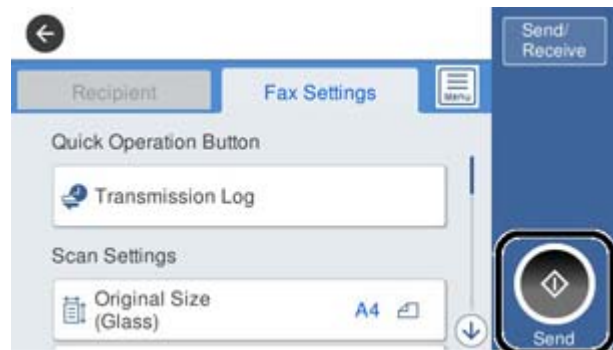 Send/
Receive
Recipient
Fax Settings
Menu
Quick Operation Button
Transmission Log
Scan Settings
Original Size
(Glass)
A4
Send